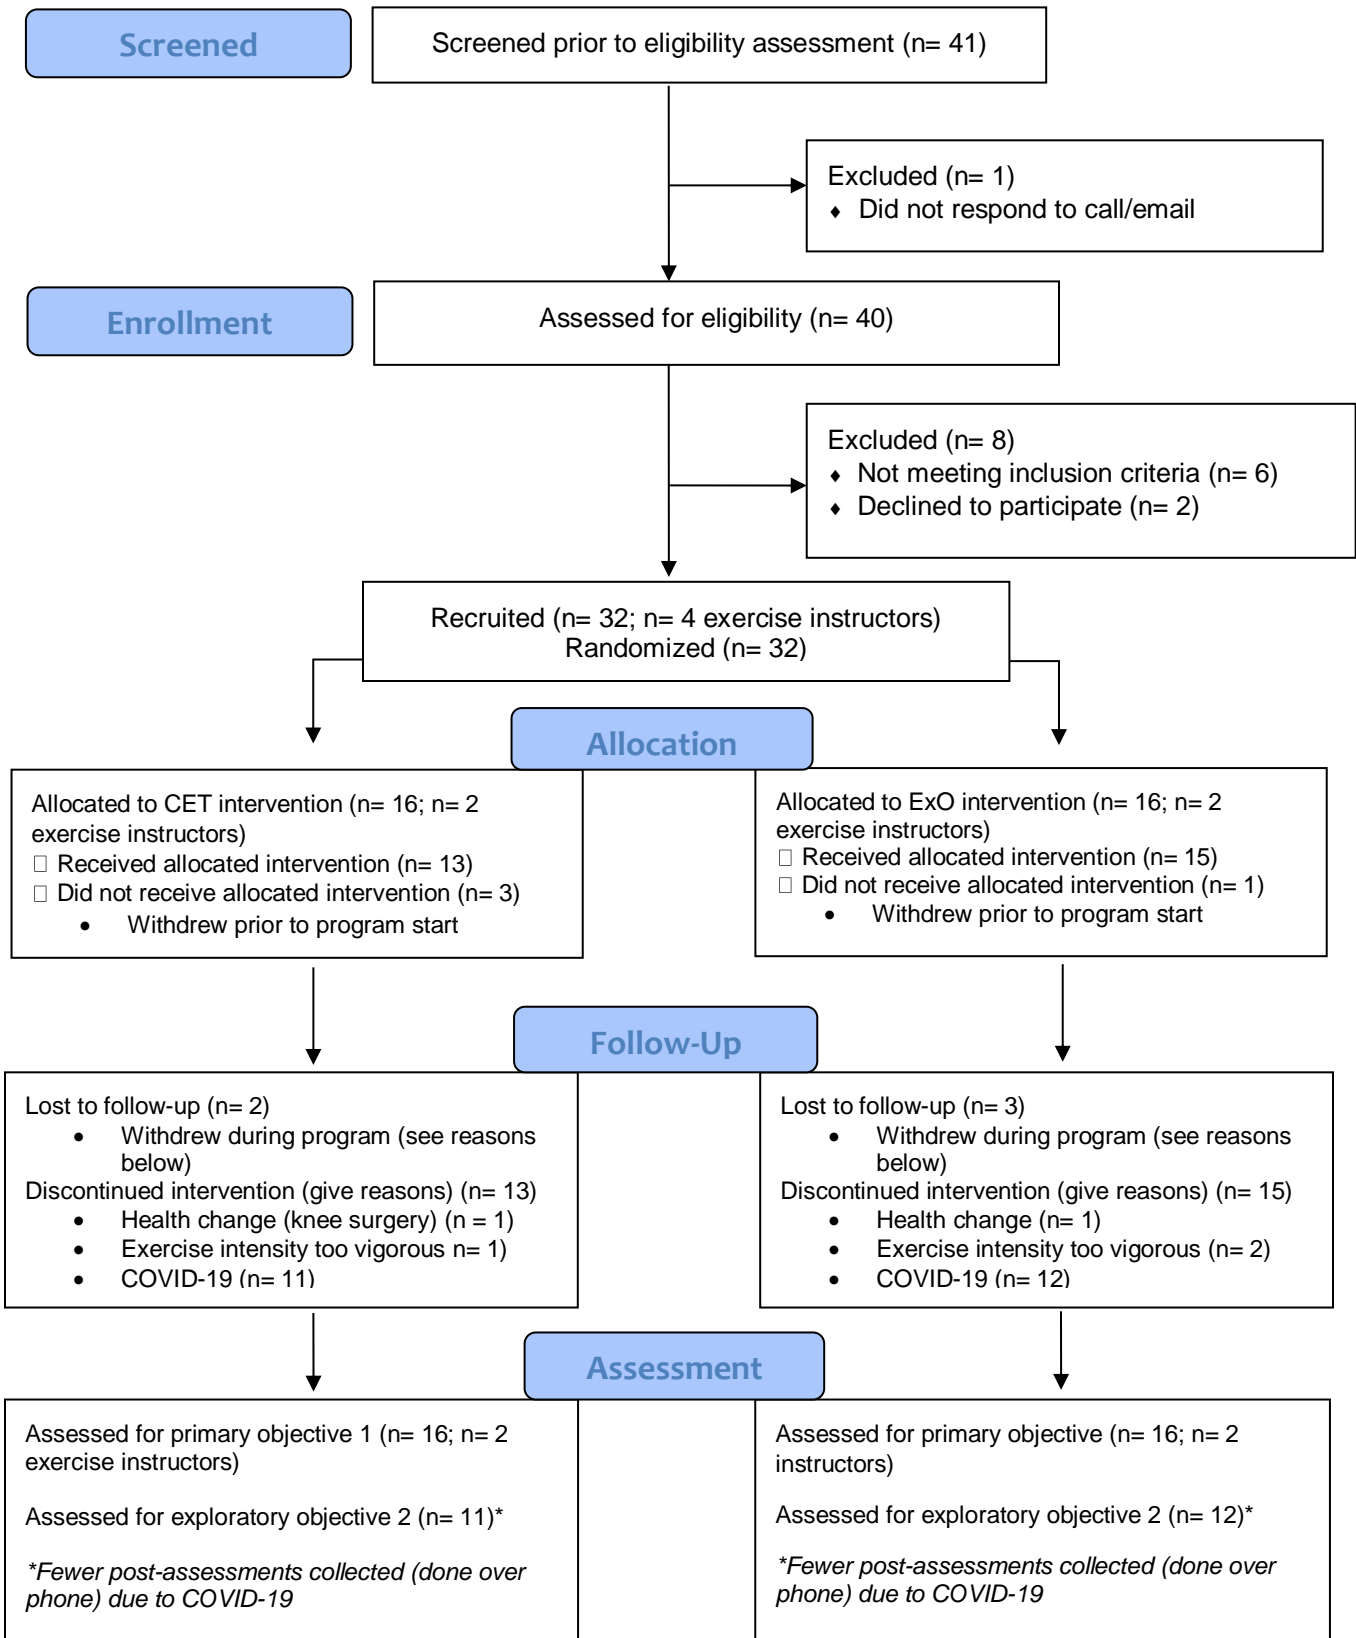 Screened
Screened prior to eligibility assessment (n= 41)
Excluded (n= 1)
♦ Did not respond to call/email
Enrollment
Assessed for eligibility (n= 40)
Excluded (n= 8)
♦ Not meeting inclusion criteria (n= 6)
♦ Declined to participate (n= 2)
Recruited (n= 32; n= 4 exercise instructors)
Randomized (n= 32)
Allocation
Allocated to CET intervention (n= 16; n= 2
exercise instructors)
□ Received allocated intervention (n= 13)
□ Did not receive allocated intervention (n= 3)
• Withdrew prior to program start
Allocated to ExO intervention (n= 16; n= 2
exercise instructors)
□ Received allocated intervention (n= 15)
□ Did not receive allocated intervention (n= 1)
• Withdrew prior to program start
Follow-Up
Lost to follow-up (n= 2)
• Withdrew during program (see reasons
below)
Discontinued intervention (give reasons) (n= 13)
• Health change (knee surgery) (n = 1)
• Exercise intensity too vigorous n= 1)
• COVID-19 (n= 11)
Lost to follow-up (n= 3)
• Withdrew during program (see reasons
below)
Discontinued intervention (give reasons) (n= 15)
• Health change (n= 1)
• Exercise intensity too vigorous (n= 2)
• COVID-19 (n= 12)
Assessment
Assessed for primary objective 1 (n= 16; n= 2
exercise instructors)
Assessed for exploratory objective 2 (n= 11)*
*Fewer post-assessments collected (done over
phone) due to COVID-19
Assessed for primary objective (n= 16; n= 2
instructors)
Assessed for exploratory objective 2 (n= 12)*
*Fewer post-assessments collected (done over
phone) due to COVID-19